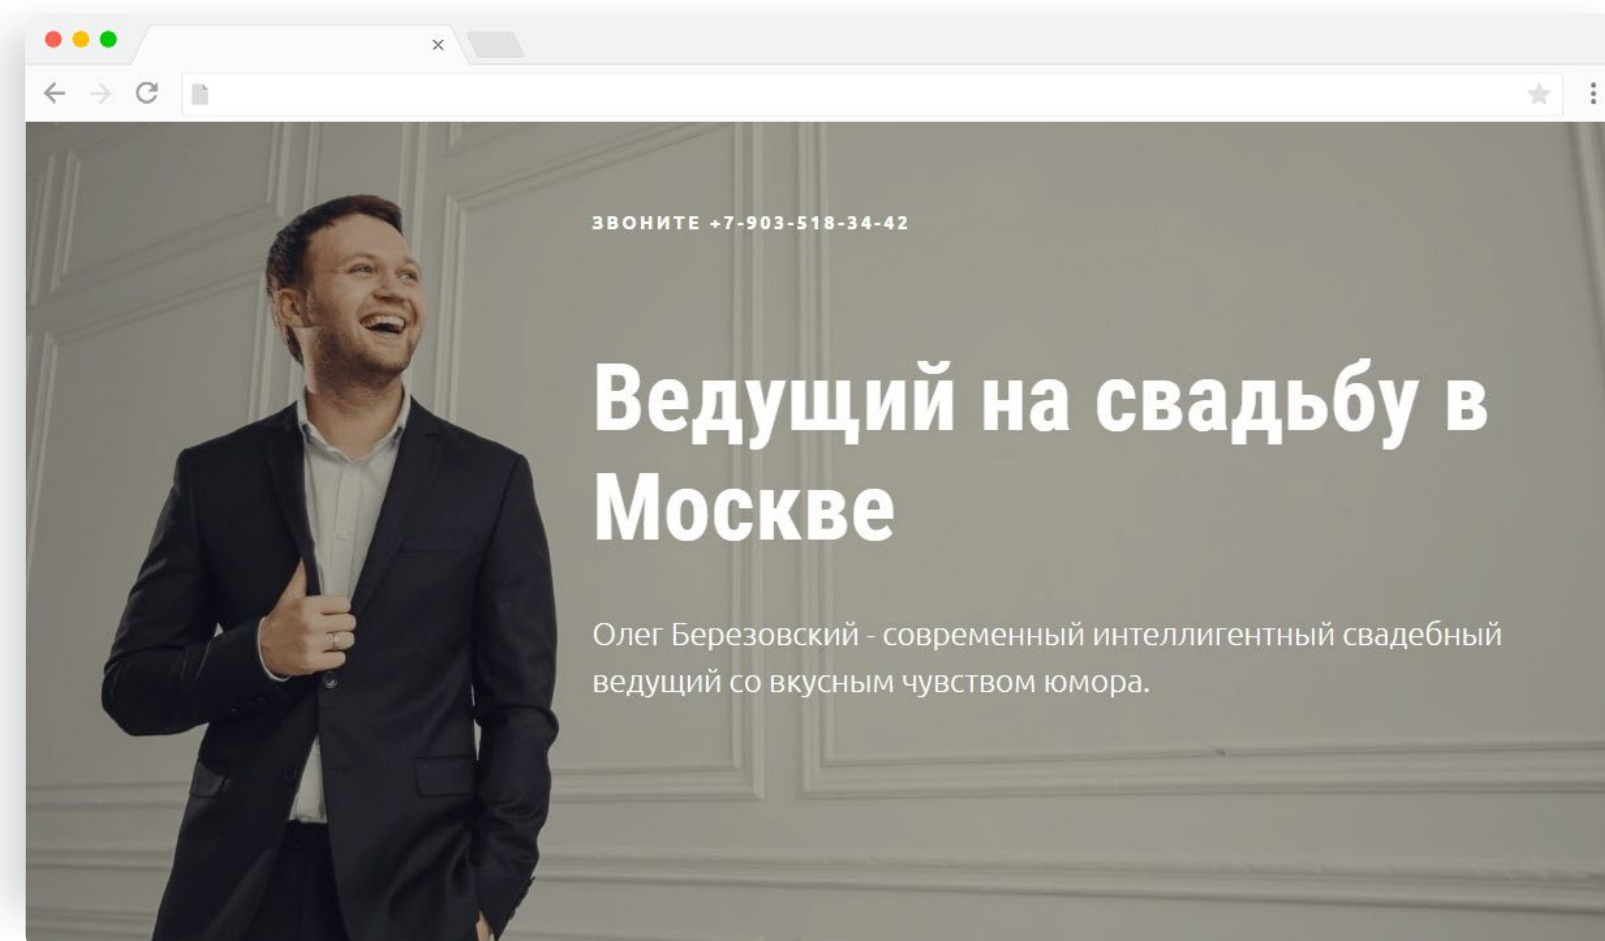 ЗВОНИТЕ +7-903-518-34-42
Ведущий на свадьбу в
Москве
Олег Березовский - современный интеллигентный свадебный
ведущий со вкусным чувством юмора.